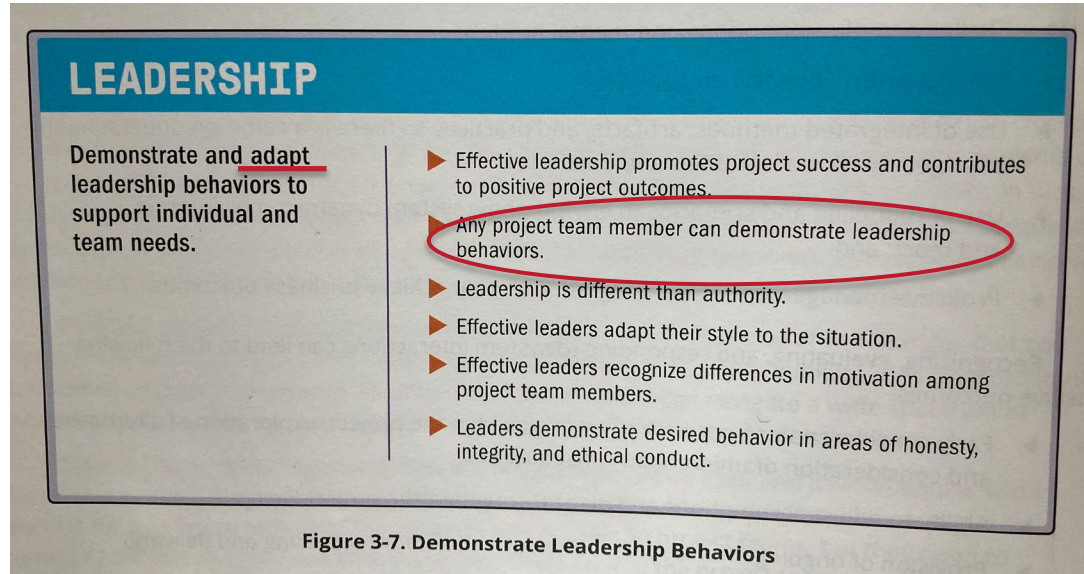 LEADERSHIP
Demonstrate and adapt
leadership behaviors to
support individual and
team needs.
Effective leadership promotes project success and contributes
to positive project outcomes.
Any project team member can demonstrate leadership
behaviors.
Leadership is different than authority.
Effective leaders adapt their style to the situation.
Effective leaders recognize differences in motivation among
project team members.
Leaders demonstrate desired behavior in areas of honesty,
integrity, and ethical conduct.
Figure 3-7. Demonstrate Leadership Behaviors